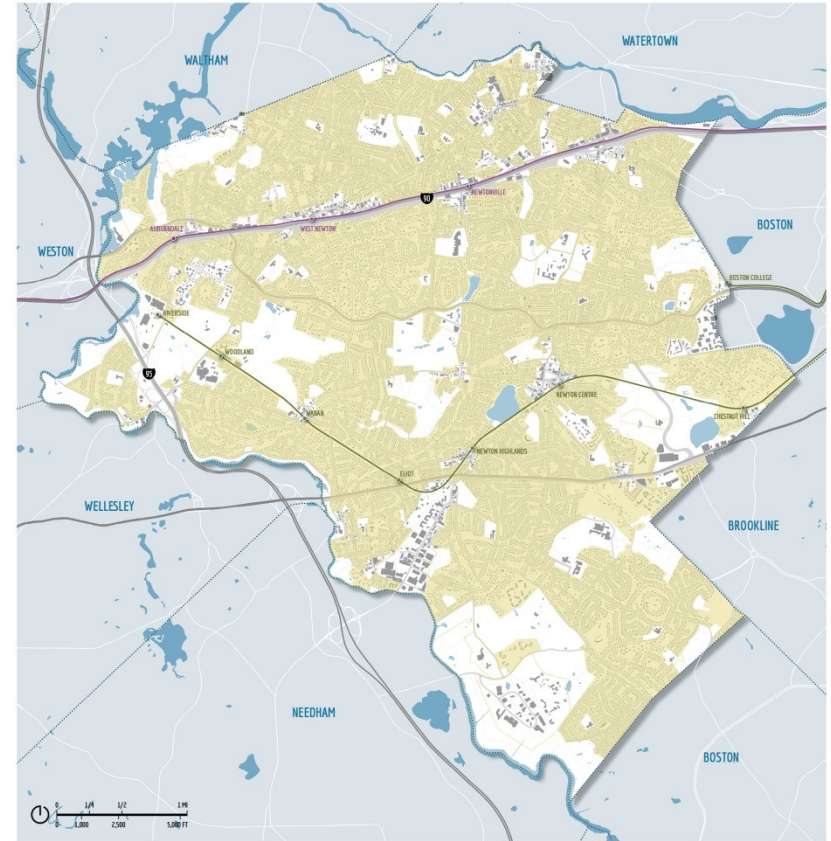 WATERTOWN
WALTHAM
NEWTONVILLE
90
WEST NEWTON
AUBURNDALE
BOSTON
WESTON
BOSTON COLLEGE
RIVERSIDE
WOODLAND
95
NEWTON CENTRE
WABAN
CHESTNUT HILL
NEWTON HIGHLANDS
ELIOT
WELLESLEY
BROOKLINE
NEEDHAM
BOSTON
0 1/4 1/2 1 MI
0 1,000 2,500 5,000 FT